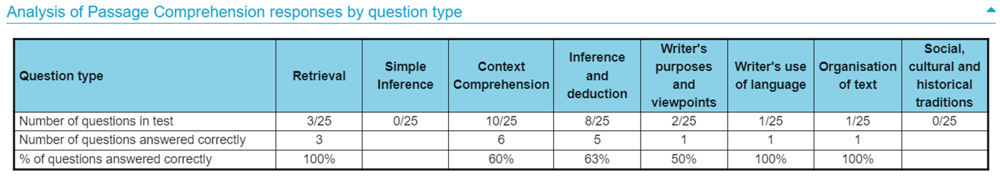 Analysis of Passage Comprehension responses by question type
Question type
Retrieval
Simple
Inference
Context
Comprehension
Inference
and
deduction
Writer's
purposes
and
viewpoints
Writer's use
of language
Organisation
of text
Social,
cultural and
historical
traditions
Number of questions in test 3/25 0/25 10/25 8/25 2/25 1/25 1/25 0/25
Number of questions answered correctly 3 6 5 1 1 1
% of questions answered correctly 100% 60% 63% 50% 100% 100%